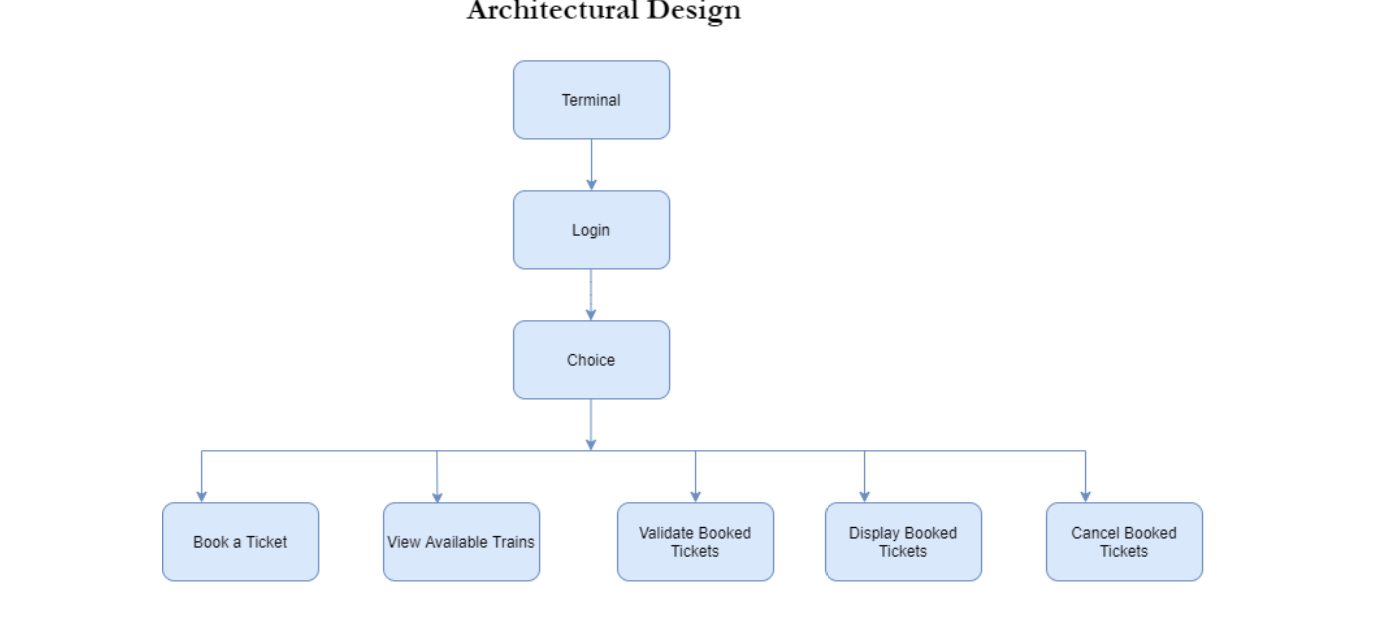 Architectural Design
Terminal
Login
Choice
Book a Ticket
View Available Trains
Validate Booked
Tickets
Display Booked
Tickets
Cancel Booked
Tickets